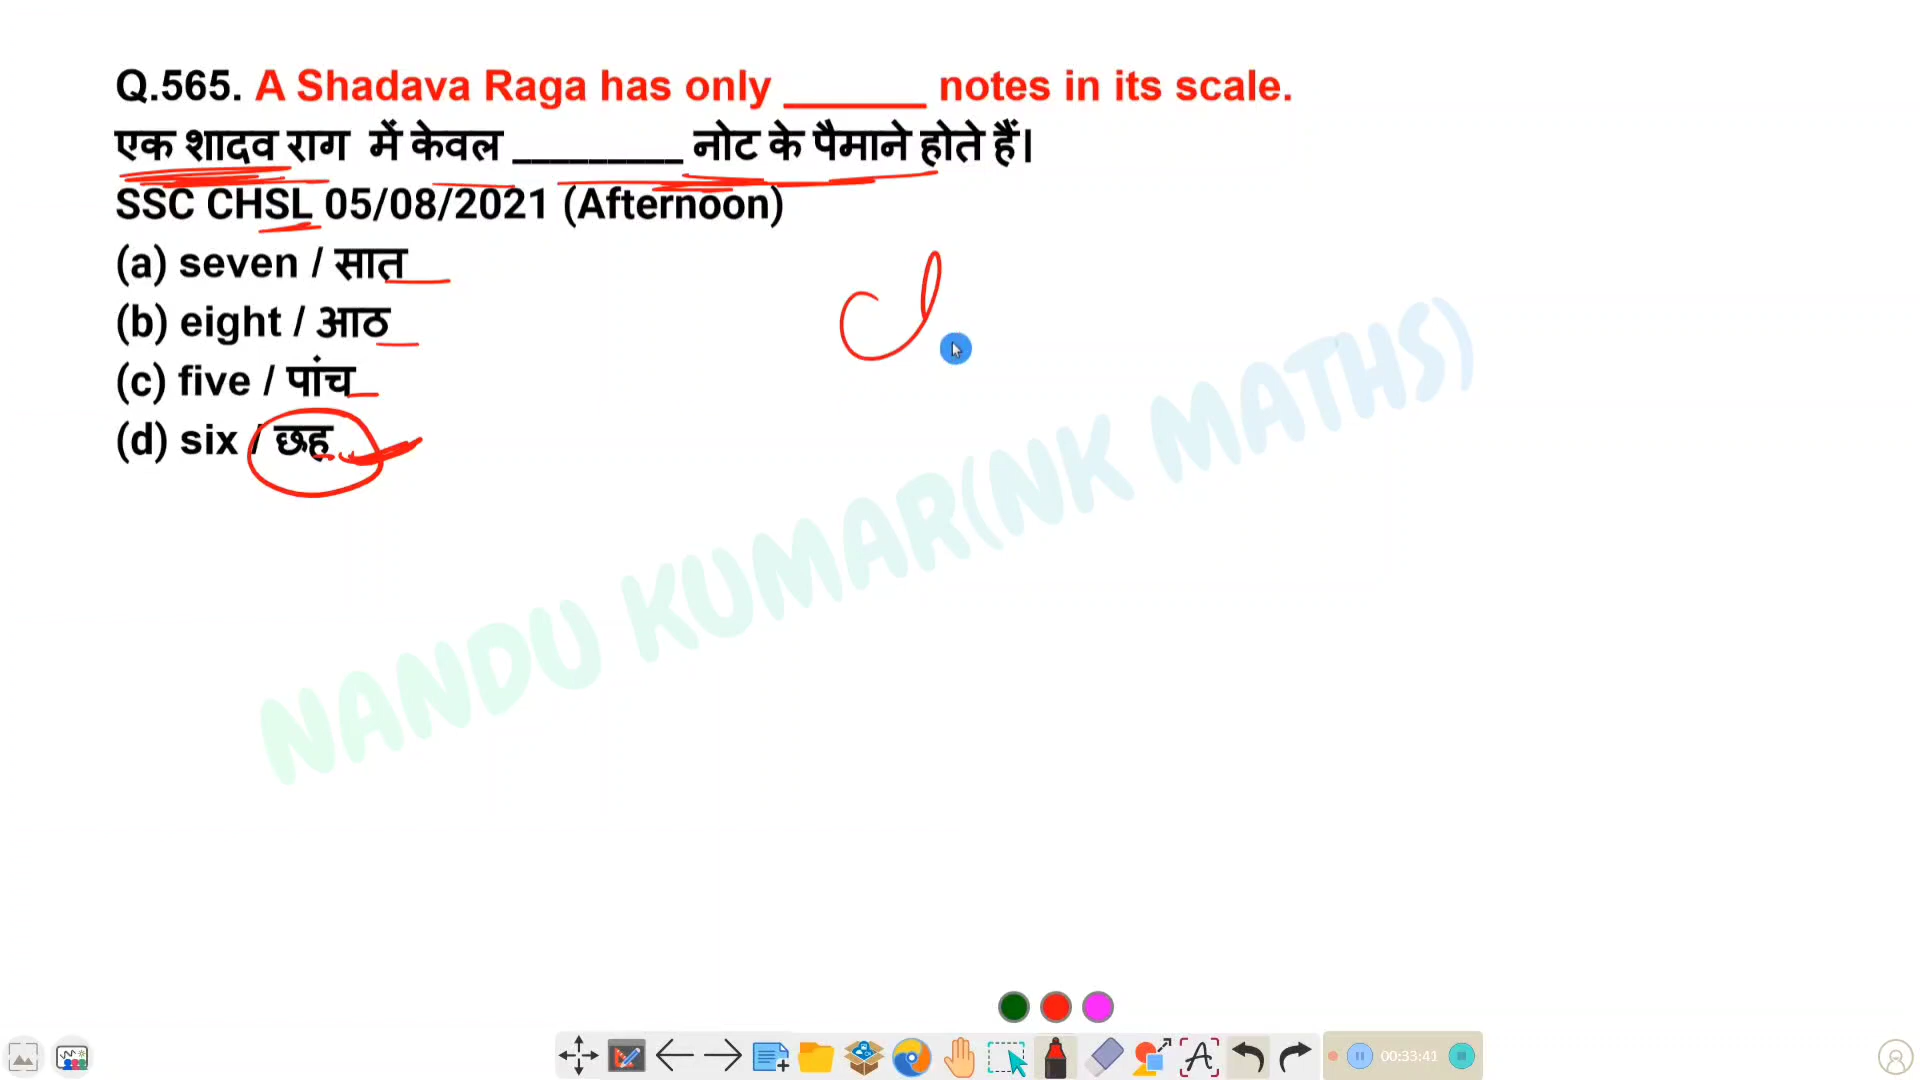 Q.565. A Shadava Raga has only ______ notes in its scale.
एक शादव राग में केवल ________ नोट के पैमाने होते हैं।
SSC CHSL 05/08/2021 (Afternoon)
(a) seven / सात
(b) eight / आठ
(c) five / पांच
(d) six / छह
NANDU KUMAR(NK MATHS)
00:33:41